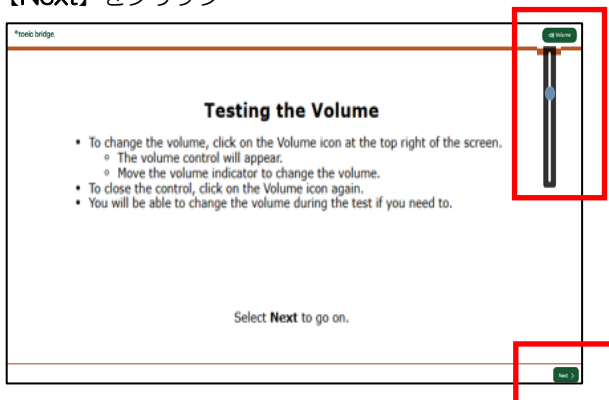 【Next】をクリック
*toeic bridge
Volume
Testing the Volume
• To change the volume, click on the Volume icon at the top right of the screen.
◦ The volume control will appear.
◦ Move the volume indicator to change the volume.
• To close the control, click on the Volume icon again.
• You will be able to change the volume during the test if you need to.
Select Next to go on.
Next >